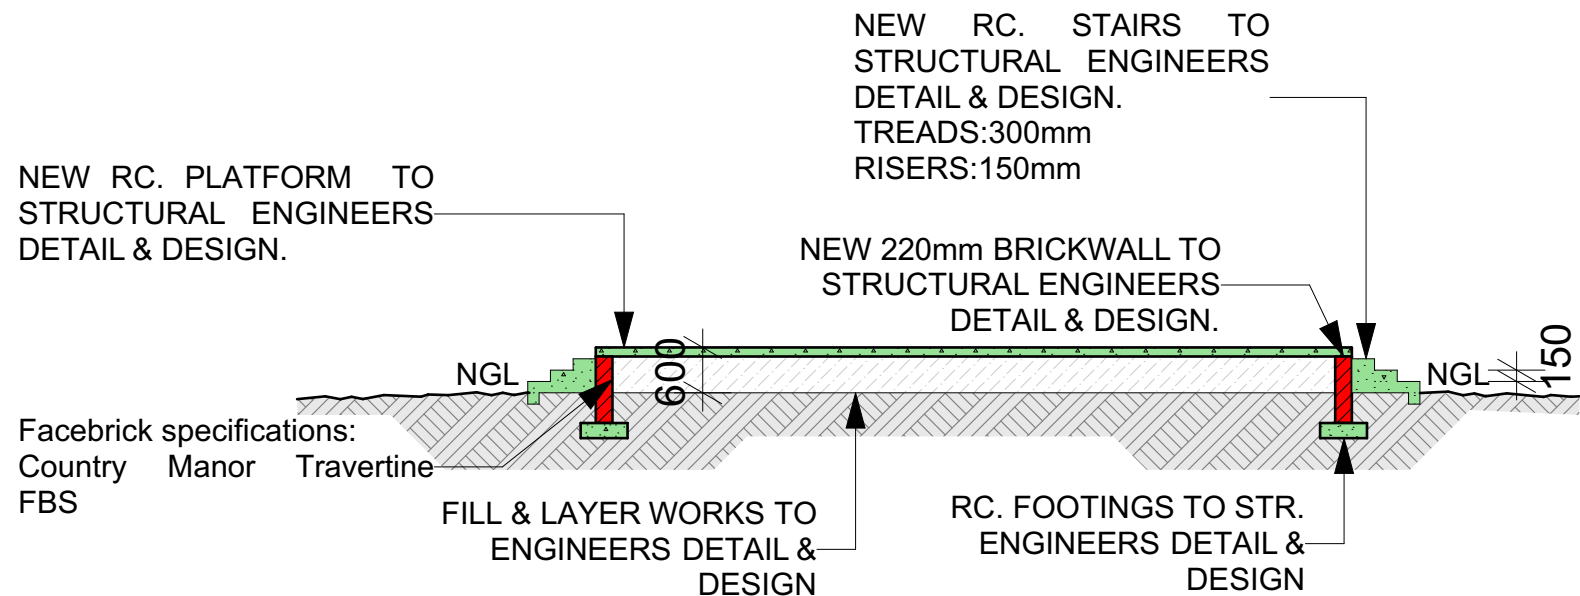 NEW RC. STAIRS TO
STRUCTURAL ENGINEERS
DETAIL & DESIGN.
TREADS:300mm
RISERS:150mm
NEW RC. PLATFORM TO
STRUCTURAL ENGINEERS
DETAIL & DESIGN.
NEW 220mm BRICKWALL TO
STRUCTURAL ENGINEERS
DETAIL & DESIGN.
NGL
600
NGL
150
Facebrick specifications:
Country Manor Travertine
FBS
FILL & LAYER WORKS TO
ENGINEERS DETAIL &
DESIGN
RC. FOOTINGS TO STR.
ENGINEERS DETAIL &
DESIGN